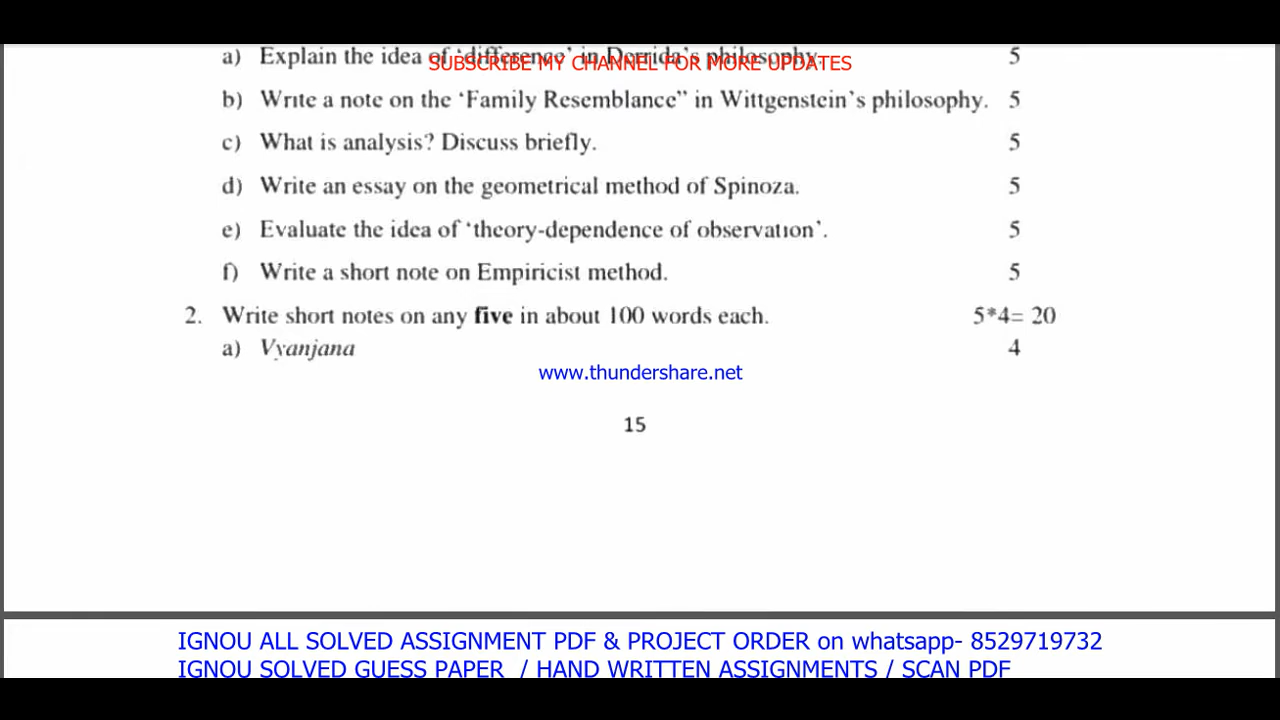 a) Explain the idea of 'difference' in Derrida's philosophy. 5
SUBSCRIBE MY CHANNEL FOR MORE UPDATES
b) Write a note on the 'Family Resemblance" in Wittgenstein's philosophy. 5
c) What is analysis? Discuss briefly. 5
d) Write an essay on the geometrical method of Spinoza. 5
e) Evaluate the idea of 'theory-dependence of observation'. 5
f) Write a short note on Empiricist method. 5
2. Write short notes on any five in about 100 words each. 5*4= 20
a) Vyanjana 4
www.thundershare.net
15
IGNOU ALL SOLVED ASSIGNMENT PDF & PROJECT ORDER on whatsapp- 8529719732
IGNOU SOLVED GUESS PAPER / HAND WRITTEN ASSIGNMENTS / SCAN PDF